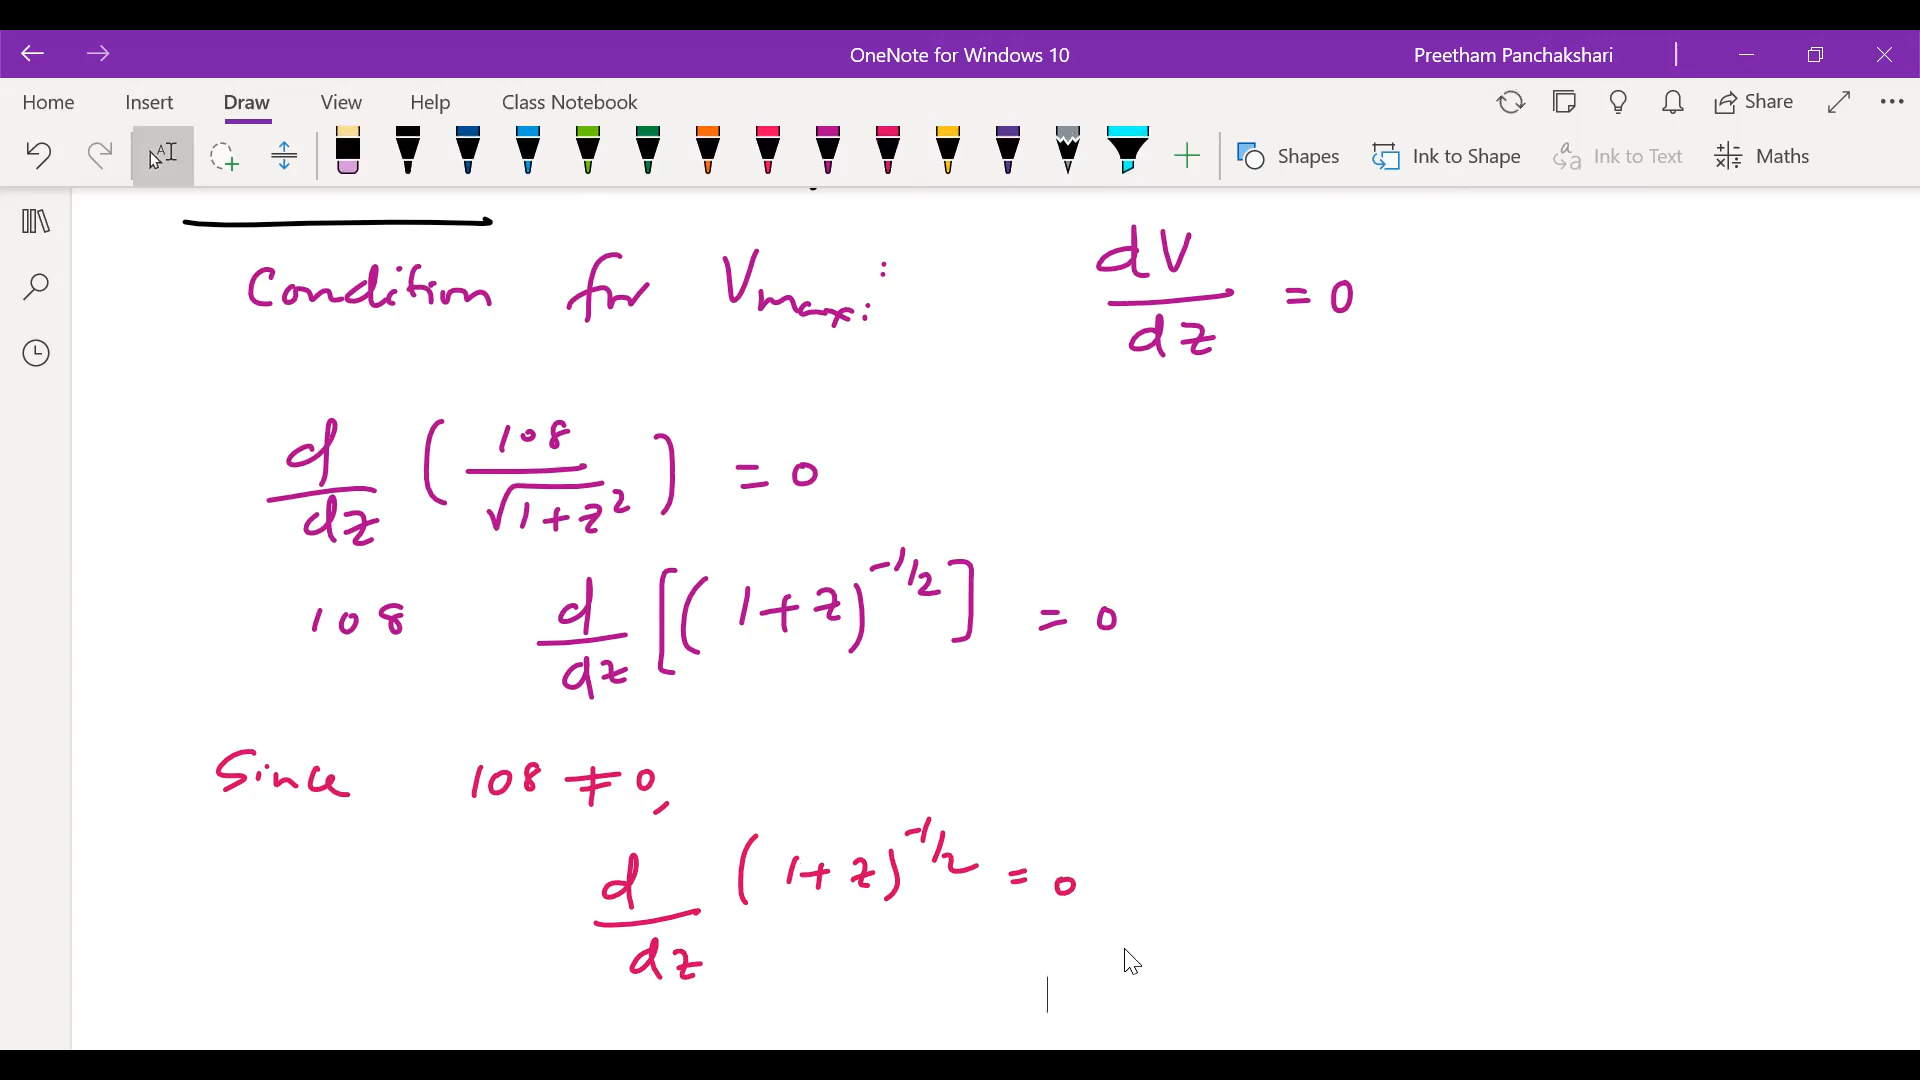 OneNote for Windows 10 Preetham Panchakshari
Home Insert Draw View Help Class Notebook Share
Shapes Ink to Shape Ink to Text Maths
Condition for Vmax: dV/dz = 0
d/dz (108/√1+z²) = 0
108 d/dz [(1+z)^-1/2] = 0
Since 108 ≠ 0,
d/dz (1+z)^-1/2 = 0